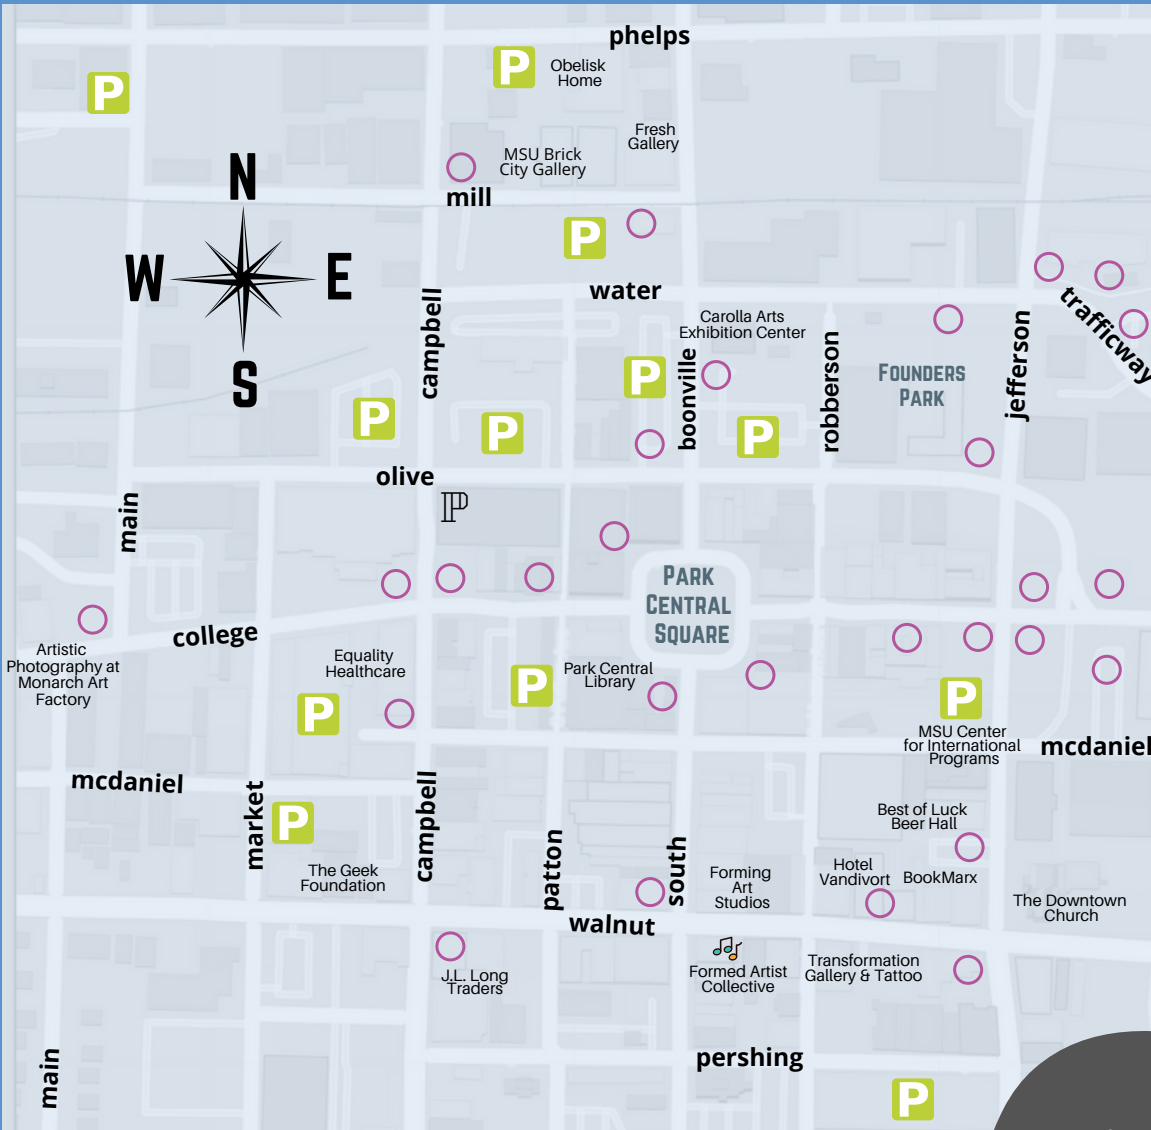 phelps
P
Obelisk
Home
P
Fresh
Gallery
MSU Brick
City Gallery
N
mill
P
W
E
water
trafficway
S
campbell
Carolla Arts
Exhibition Center
boonville
robberson
Founders
Park
jefferson
P
P
P
P
olive
P
main
Park
Central
Square
college
Artistic
Photography at
Monarch Art
Factory
Equality
Healthcare
Park Central
Library
P
P
P
MSU Center
for International
Programs
mcdaniel
mcdaniel
market
P
campbell
patton
south
Best of Luck
Beer Hall
The Geek
Foundation
Forming
Art
Studios
Hotel
Vandivort
BookMarx
The Downtown
Church
walnut
J.L. Long
Traders
Formed Artist
Collective
Transformation
Gallery & Tattoo
main
pershing
P